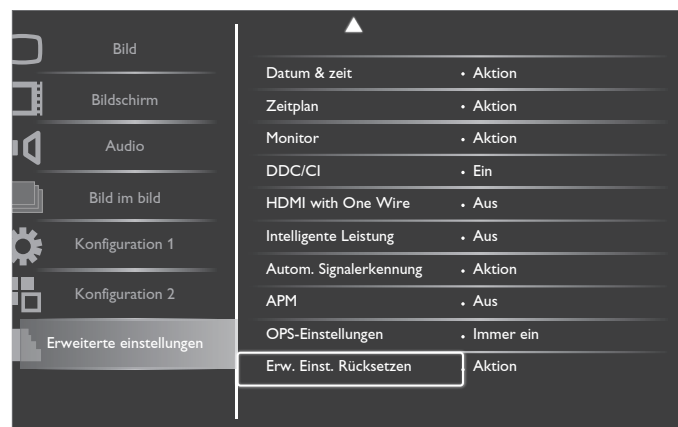 Bild
Bildschirm
Audio
Bild im bild
Konfiguration 1
Konfiguration 2
Erweiterte einstellungen
Datum & zeit • Aktion
Zeitplan • Aktion
Monitor • Aktion
DDC/CI • Ein
HDMI with One Wire • Aus
Intelligente Leistung • Aus
Autom. Signalerkennung • Aktion
APM • Aus
OPS-Einstellungen • Immer ein
Erw. Einst. Rücksetzen • Aktion